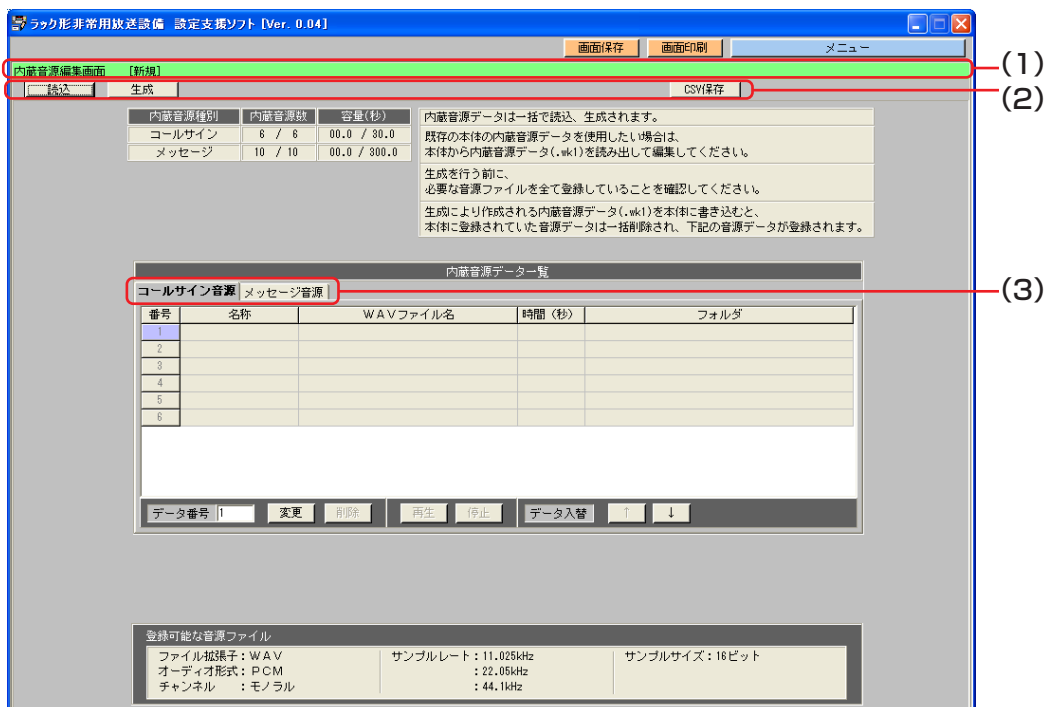 ラック形非常用放送設備 設定支援ソフト [Ver. 0.04]
画面保存 画面印刷 メニュー
内蔵音源編集画面 [新規] (1)
読込 生成 CSV保存 (2)
内蔵音源種別 内蔵音源数 容量(秒)
コールサイン 6 / 6 00.0 / 30.0
メッセージ 10 / 10 00.0 / 300.0
内蔵音源データは一括で読込、生成されます。
既存の本体の内蔵音源データを使用したい場合は、
本体から内蔵音源データ(.wk1)を読み出して編集してください。
生成を行う前に、
必要な音源ファイルを全て登録していることを確認してください。
生成により作成される内蔵音源データ(.wk1)を本体に書き込むと、
本体に登録されていた音源データは一括削除され、下記の音源データが登録されます。
内蔵音源データ一覧
コールサイン音源 メッセージ音源 (3)
番号 名称 WAVファイル名 時間(秒) フォルダ
1
2
3
4
5
6
データ番号 1 変更 削除 再生 停止 データ入替 ↑ ↓
登録可能な音源ファイル
ファイル拡張子:WAV サンプルレート:11.025kHz サンプルサイズ:16ビット
オーディオ形式:PCM :22.05kHz
チャンネル :モノラル :44.1kHz